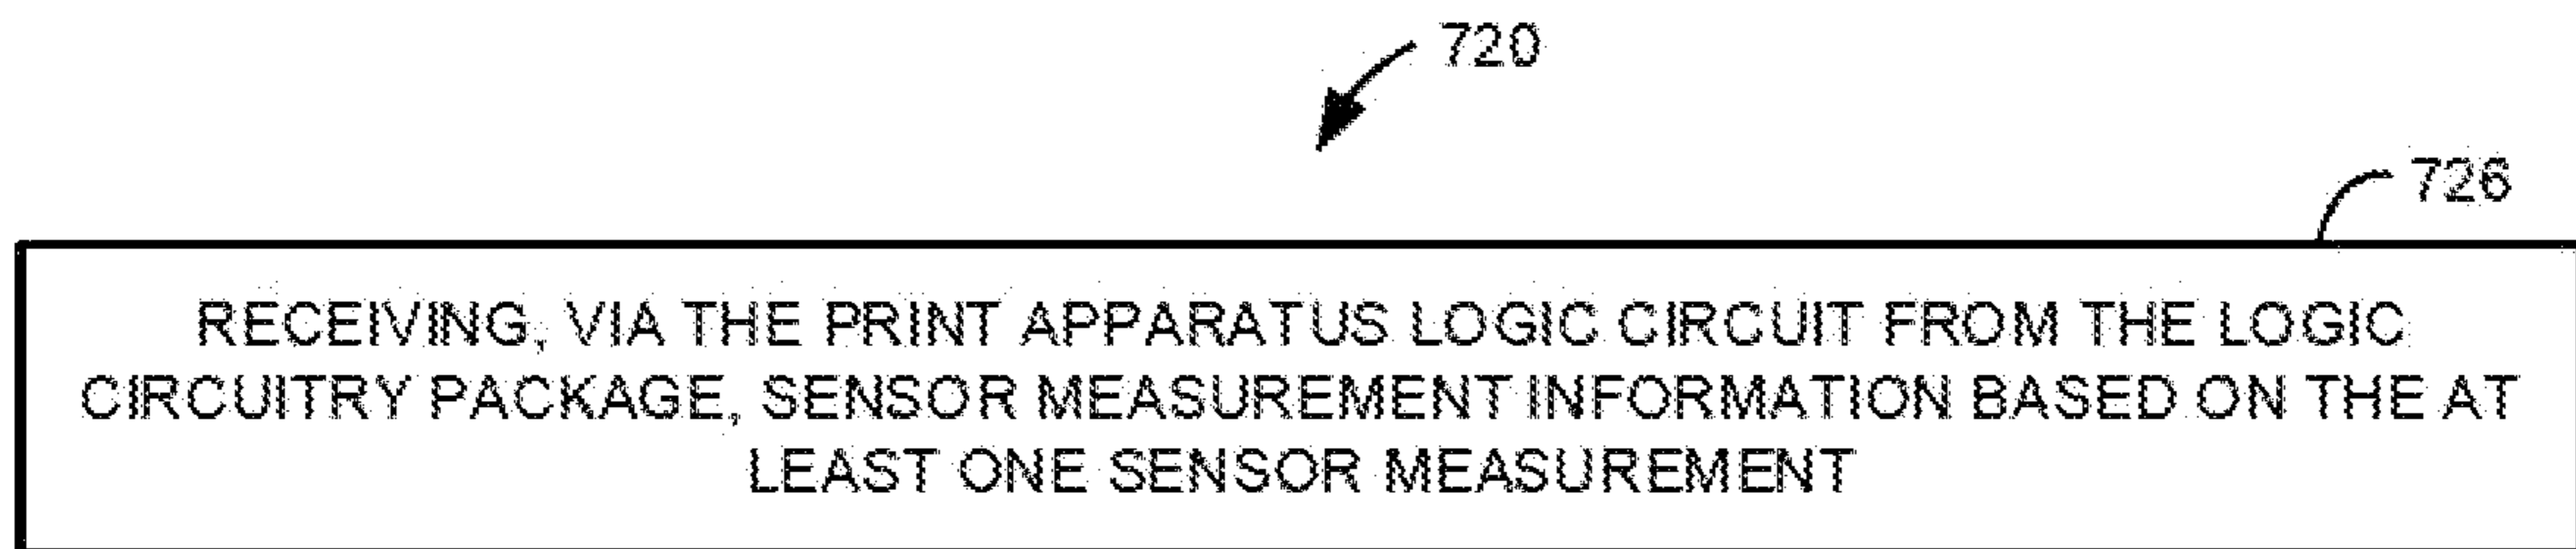 720
726
RECEIVING, VIA THE PRINT APPARATUS LOGIC CIRCUIT FROM THE LOGIC
CIRCUITRY PACKAGE, SENSOR MEASUREMENT INFORMATION BASED ON THE AT
LEAST ONE SENSOR MEASUREMENT